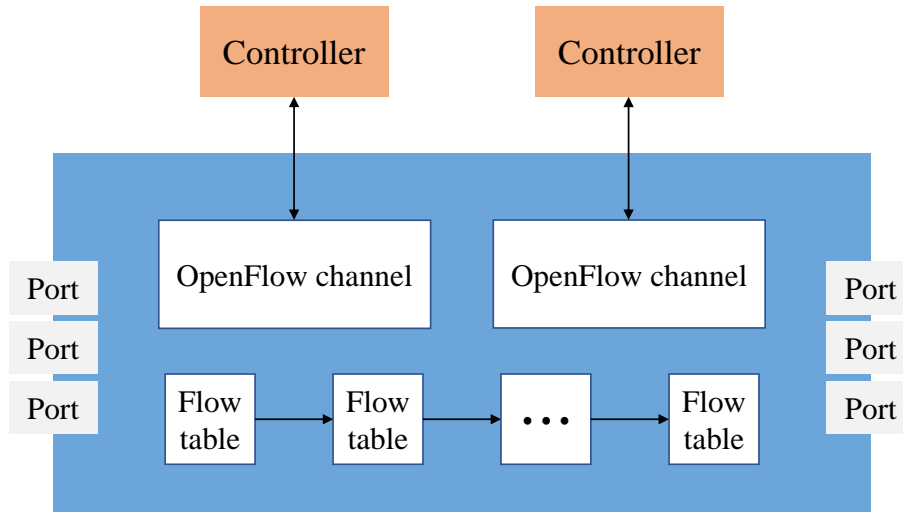 Controller
Controller
OpenFlow channel
OpenFlow channel
Port
Port
Port
Port
Port
Port
Flow
table
Flow
table
...
Flow
table